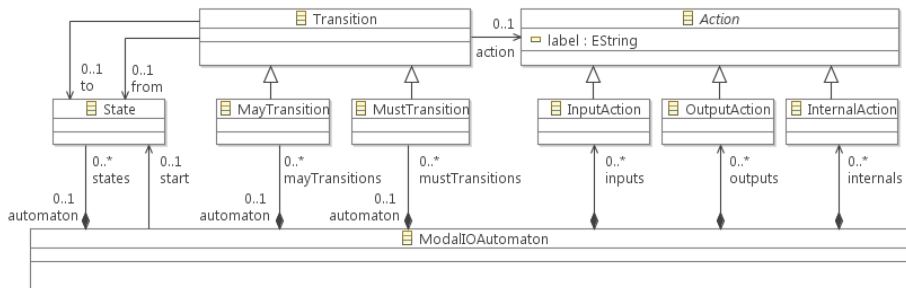 Transition
Action
0..1
label : EString
action
0..1
to
0..1
from
State
MayTransition
MustTransition
InputAction
OutputAction
InternalAction
0..*
states
0..1
start
0..*
mayTransitions
0..*
mustTransitions
0..*
inputs
0..*
outputs
0..*
internals
0..1
automaton
0..1
automaton
0..1
automaton
ModalIOAutomaton